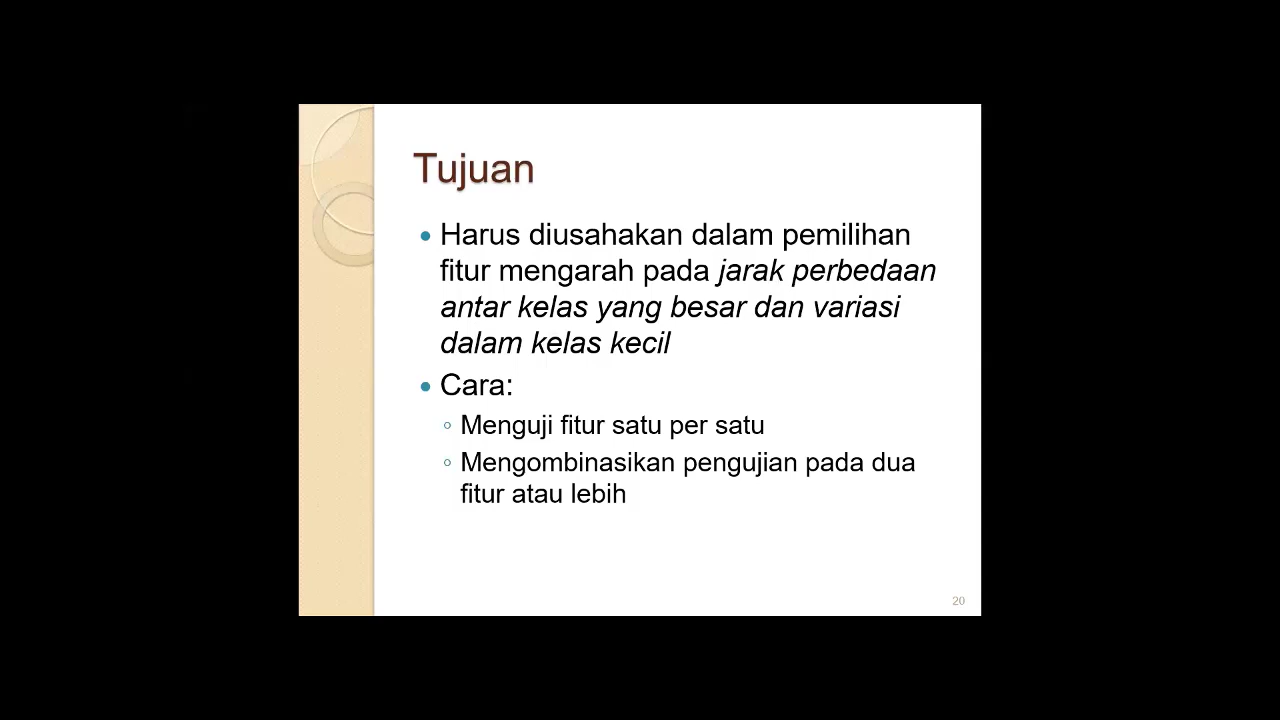 Tujuan
• Harus diusahakan dalam pemilihan
fitur mengarah pada jarak perbedaan
antar kelas yang besar dan variasi
dalam kelas kecil
• Cara:
◦ Menguji fitur satu per satu
◦ Mengombinasikan pengujian pada dua
fitur atau lebih
20